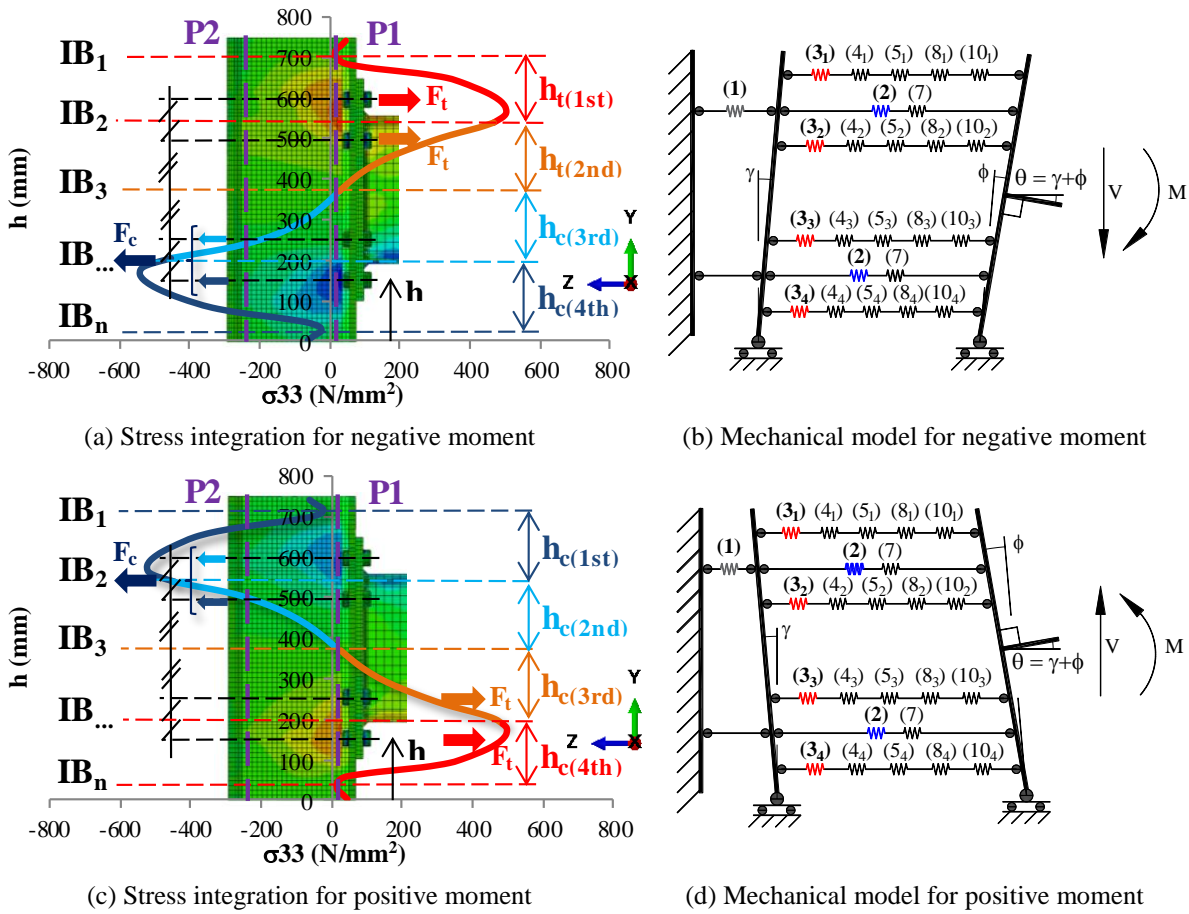 P2 P1
800
IB1
700
ht(1st)
600
Ft
IB2
500
Ft
ht(2nd)
400
IB3
300
hc(3rd)
Fc
IB...
200
100
h
hc(4th)
IBn
0
h (mm)
Y
Z
X
-800 -600 -400 -200 0 200 400 600 800
σ33 (N/mm2)
(a) Stress integration for negative moment
(31) (41) (51) (81) (101)
(1) (2) (7)
(32) (42) (52) (82) (102)
γ ϕ θ = γ+ϕ V M
(33) (43) (53) (83) (103)
(2) (7)
(34) (44) (54) (84) (104)
(b) Mechanical model for negative moment
P2 P1
800
IB1
700
hc(1st)
Fc
600
IB2
500
hc(2nd)
400
IB3
300
hc(3rd)
Ft
IB...
200
100
h
Ft
hc(4th)
IBn
0
h (mm)
Y
Z
X
-800 -600 -400 -200 0 200 400 600 800
σ33 (N/mm2)
(c) Stress integration for positive moment
(31) (41) (51) (81) (101)
(1) (2) (7)
ϕ
(32) (42) (52) (82) (102)
γ θ = γ+ϕ V M
(33) (43) (53) (83) (103)
(2) (7)
(34) (44) (54) (84) (104)
(d) Mechanical model for positive moment